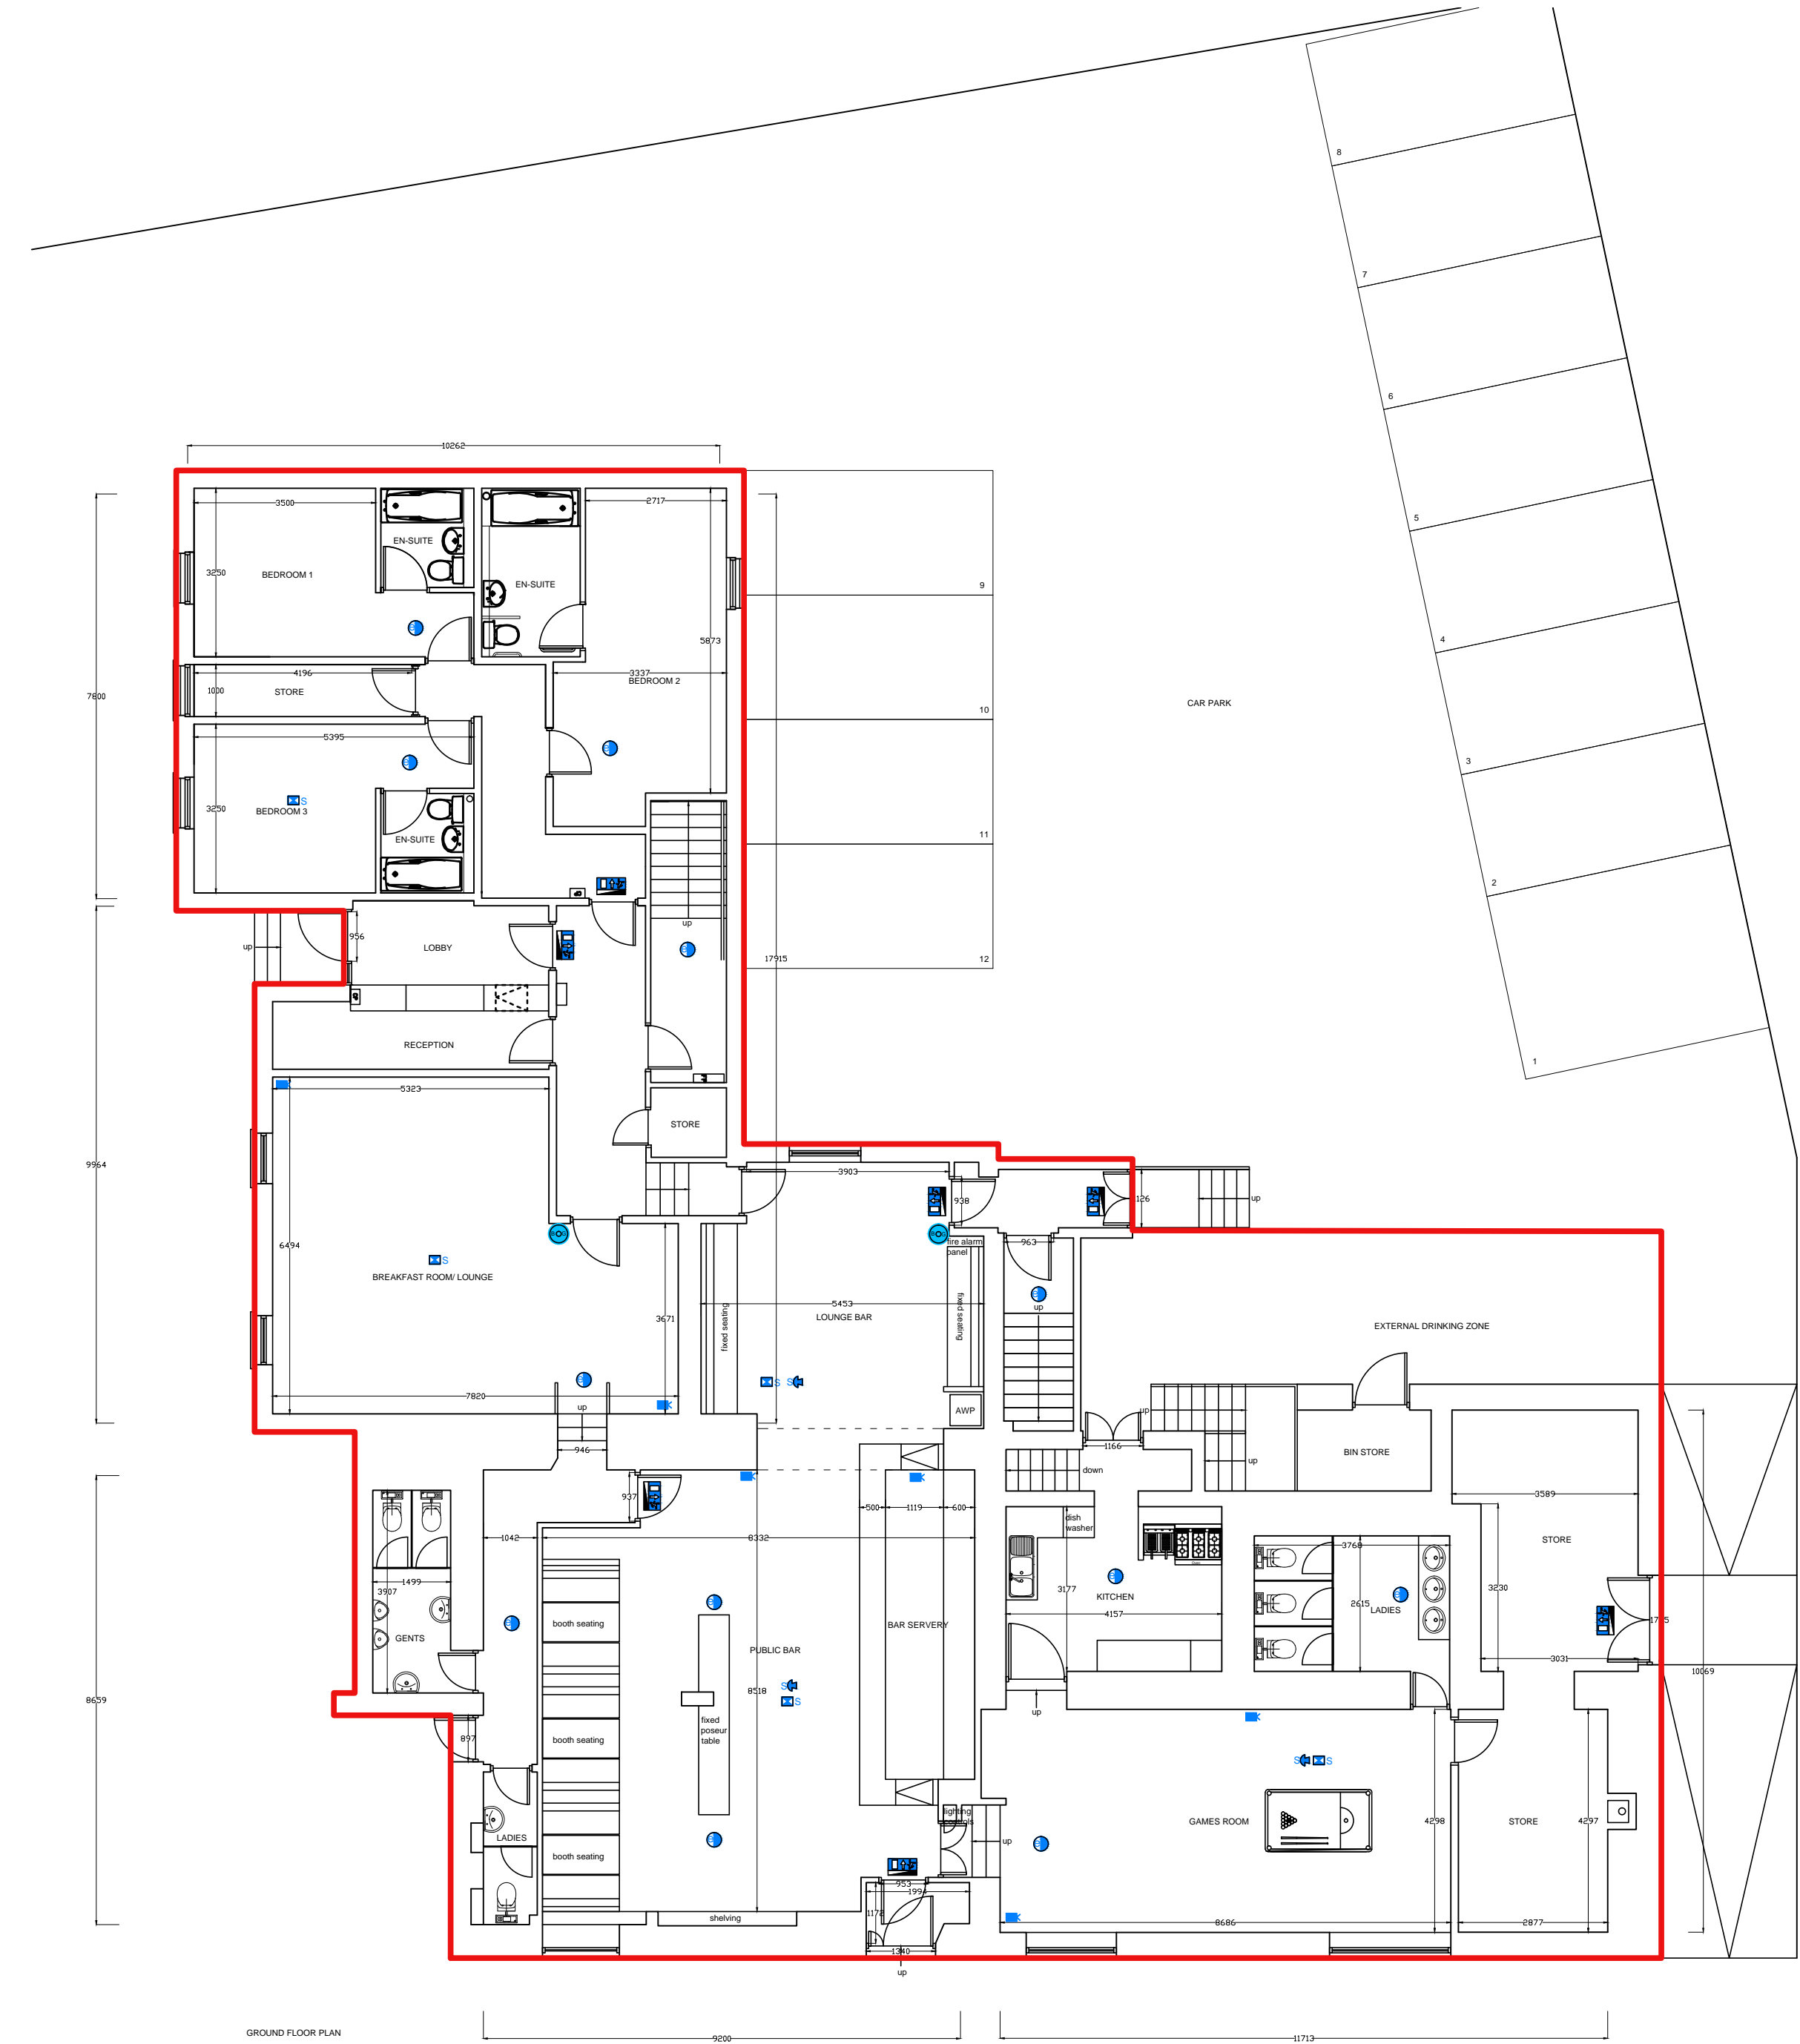 8
7
6
5
4
3
2
1
10262
3500
2717
EN-SUITE
3250
BEDROOM 1
EN-SUITE
9
5873
4196
3337
BEDROOM 2
7800
1000
STORE
CAR PARK
10
5395
S
3250
BEDROOM 3
11
EN-SUITE
up
up
956
LOBBY
17915
12
RECEPTION
5323
STORE
9964
3903
938
126
up
6494
fire alarm
panel
963
S
BREAKFAST ROOM/ LOUNGE
up
5453
fixed seating
fixed seating
3671
LOUNGE BAR
EXTERNAL DRINKING ZONE
S
S
7820
up
AWP
up
946
1166
BIN STORE
up
down
937
3589
500
1119
600
dish
washer
1042
8332
STORE
3768
1499
3907
3177
KITCHEN
3230
4157
2615
LADIES
booth seating
BAR SERVERY
GENTS
PUBLIC BAR
3031
10069
S
S
8518
8659
up
fixed
poseur
table
897
booth seating
S
S
lighting
controls
GAMES ROOM
4298
STORE
4297
LADIES
up
booth seating
953
1994
1172
shelving
8686
2877
1340
up
GROUND FLOOR PLAN
9200
11713